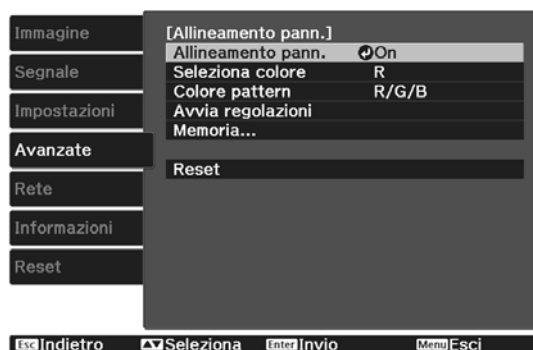 Immagine
Segnale
Impostazioni
Avanzate
Rete
Informazioni
Reset
[Allineamento pann.]
Allineamento pann. On
Seleziona colore R
Colore pattern R/G/B
Avvia regolazioni
Memoria...
Reset
Esc Indietro Seleziona Enter Invio Menu Esci